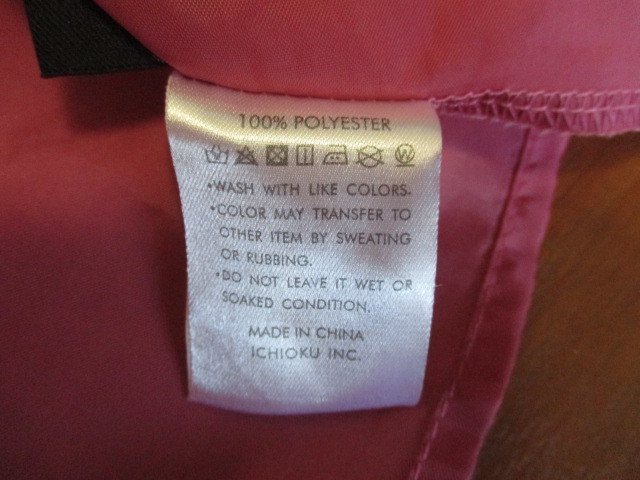 100% POLYESTER
W
•WASH WITH LIKE COLORS.
•COLOR MAY TRANSFER TO
OTHER ITEM BY SWEATING
OR RUBBING.
•DO NOT LEAVE IT WET OR
SOAKED CONDITION.
MADE IN CHINA
ICHIOKU INC.